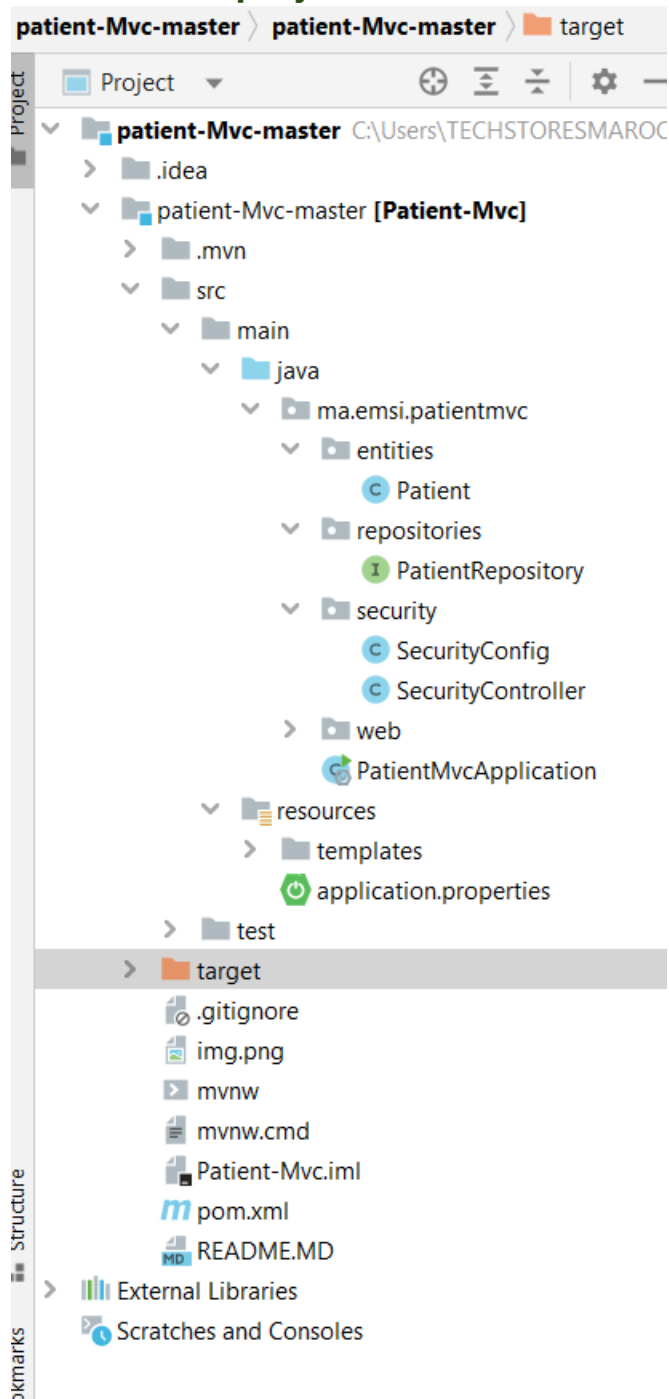 patient-Mvc-master > patient-Mvc-master > target
Project
Project
patient-Mvc-master C:\Users\TECHSTORESMAROC
.idea
patient-Mvc-master [Patient-Mvc]
.mvn
src
main
java
ma.emsi.patientmvc
entities
C Patient
repositories
I PatientRepository
security
C SecurityConfig
C SecurityController
web
PatientMvcApplication
resources
templates
application.properties
test
target
.gitignore
img.png
mvnw
mvnw.cmd
Patient-Mvc.iml
m pom.xml
MD README.MD
External Libraries
Scratches and Consoles
Structure
okmarks